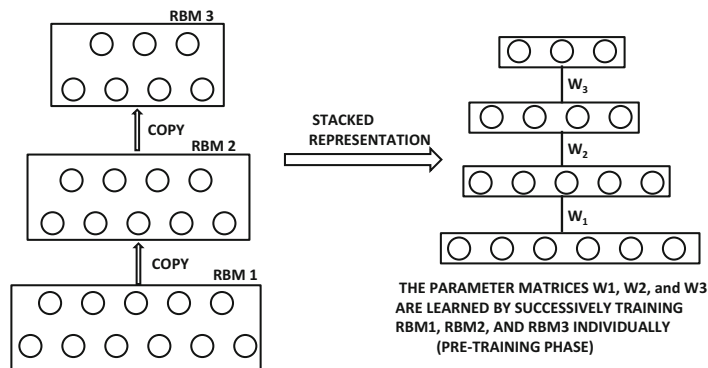 RBM 3
COPY
RBM 2
COPY
RBM 1
STACKED
REPRESENTATION
W3
W2
W1
THE PARAMETER MATRICES W1, W2, and W3
ARE LEARNED BY SUCCESSIVELY TRAINING
RBM1, RBM2, AND RBM3 INDIVIDUALLY
(PRE-TRAINING PHASE)